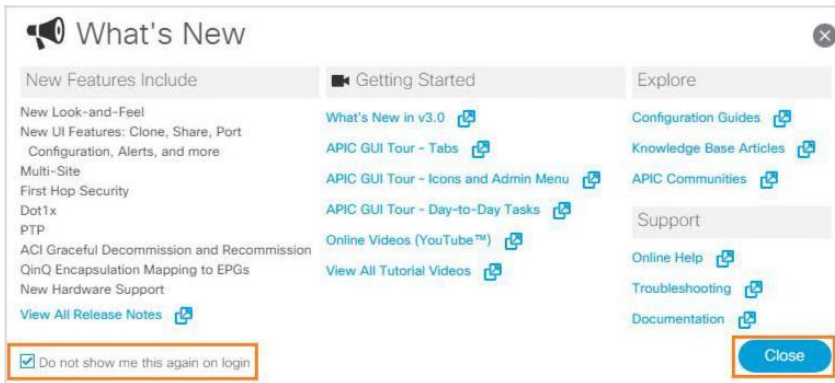 What's New
New Features Include
New Look-and-Feel
New UI Features: Clone, Share, Port
Configuration, Alerts, and more
Multi-Site
First Hop Security
Dot1x
PTP
ACI Graceful Decommission and Recommission
QinQ Encapsulation Mapping to EPGs
New Hardware Support
View All Release Notes
Do not show me this again on login
Getting Started
What's New in v3.0
APIC GUI Tour - Tabs
APIC GUI Tour - Icons and Admin Menu
APIC GUI Tour - Day-to-Day Tasks
Online Videos (YouTube™)
View All Tutorial Videos
Explore
Configuration Guides
Knowledge Base Articles
APIC Communities
Support
Online Help
Troubleshooting
Documentation
Close